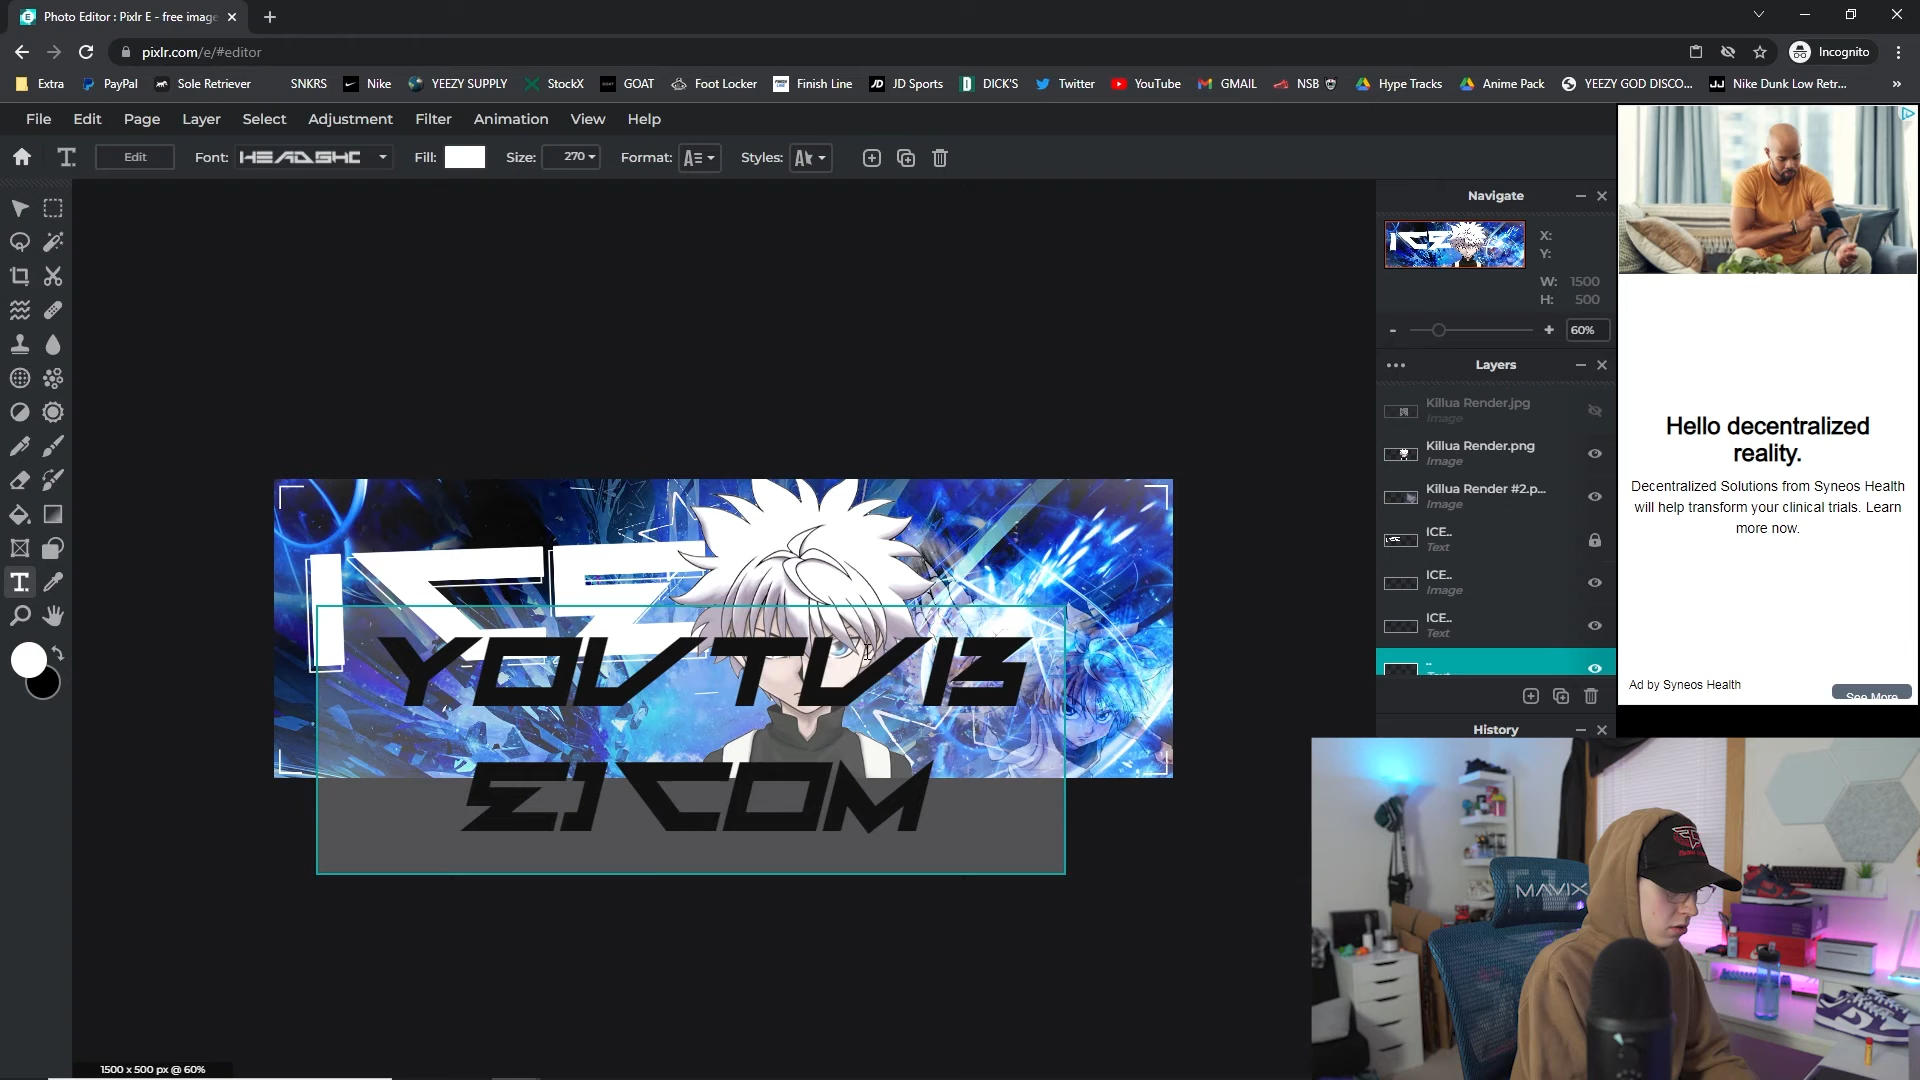 Photo Editor : Pixlr E - free image
pixlr.com/e/#editor
Incognito
Extra
PayPal
Sole Retriever
SNKRS
Nike
YEEZY SUPPLY
StockX
GOAT
Foot Locker
Finish Line
JD Sports
DICK'S
Twitter
YouTube
GMAIL
NSB
Hype Tracks
Anime Pack
YEEZY GOD DISCO...
Nike Dunk Low Retr...
File
Edit
Page
Layer
Select
Adjustment
Filter
Animation
View
Help
Edit
Font:
HEADSHO
Fill:
Size:
270
Format:
Styles:
Navigate
X:
Y:
W: 1500
H: 500
60%
Layers
Killua Render.jpg
Image
Killua Render.png
Image
Killua Render #2.p...
Image
ICE..
Text
ICE..
Image
ICE..
Text
..
History
ICE
YOUTUB
E/COM
Hello decentralized
reality.
Decentralized Solutions from Syneos Health
will help transform your clinical trials. Learn
more now.
Ad by Syneos Health
See More
MAVIX
1500 x 500 px @ 60%